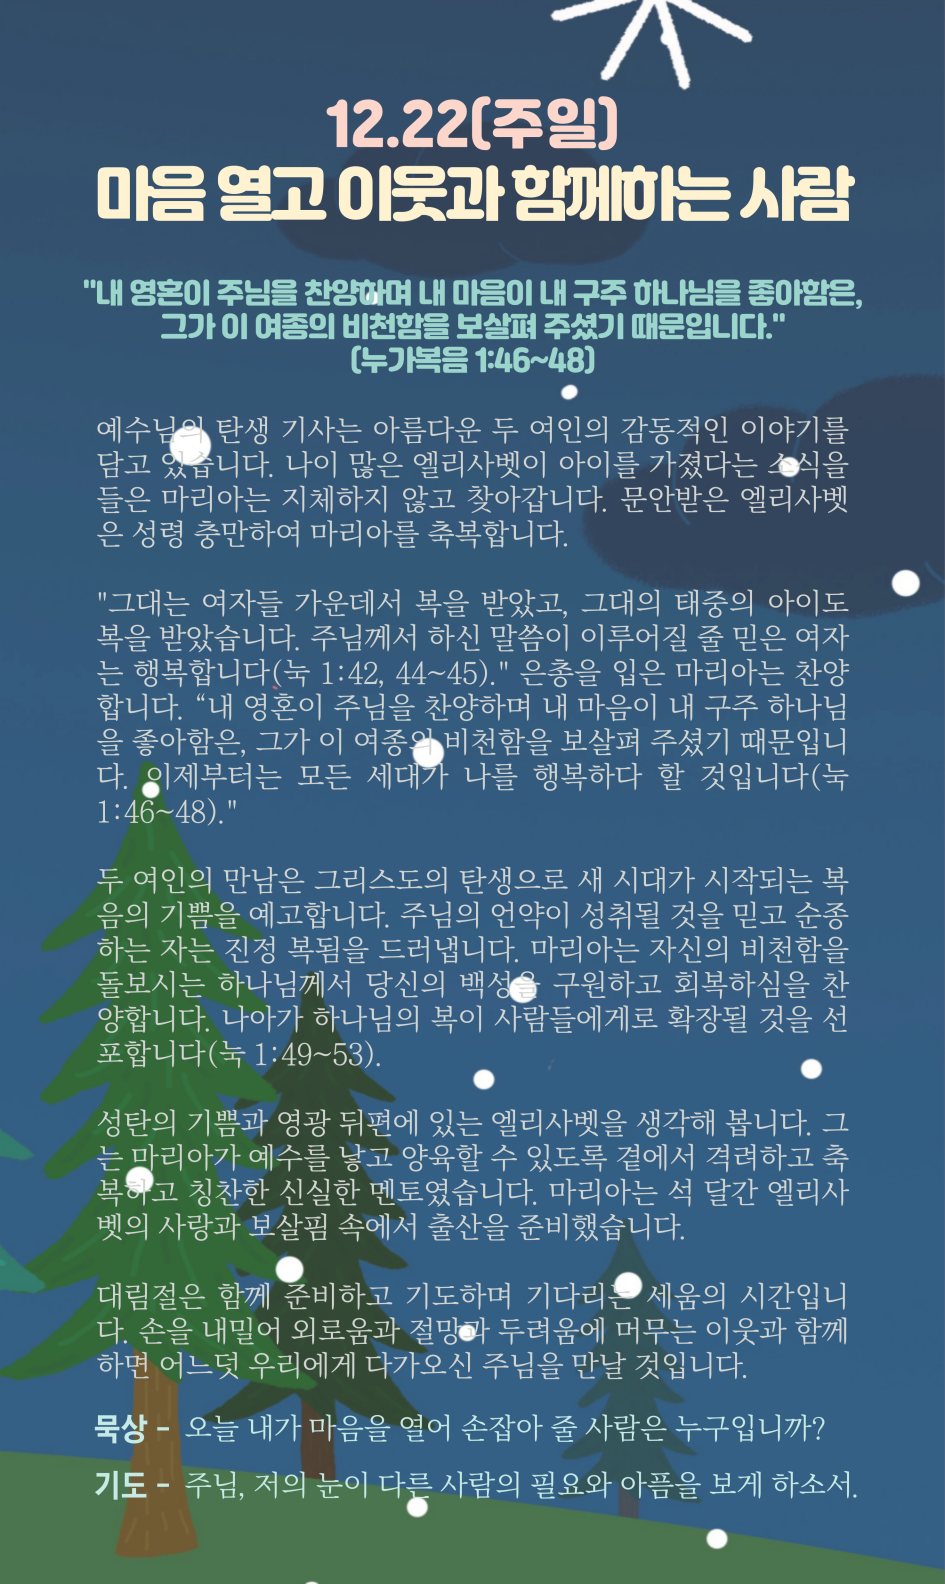 12.22(주일)
마음 열고 이웃과 함께하는 사람
"내 영혼이 주님을 찬양하며 내 마음이 내 구주 하나님을 좋아함은,
그가 이 여종의 비천함을 보살펴 주셨기 때문입니다."
(누가복음 1:46~48)
예수님의 탄생 기사는 아름다운 두 여인의 감동적인 이야기를
담고 있습니다. 나이 많은 엘리사벳이 아이를 가졌다는 소식을
들은 마리아는 지체하지 않고 찾아갑니다. 문안받은 엘리사벳
은 성령 충만하여 마리아를 축복합니다.
"그대는 여자들 가운데서 복을 받았고, 그대의 태중의 아이도
복을 받았습니다. 주님께서 하신 말씀이 이루어질 줄 믿은 여자
는 행복합니다(눅 1:42, 44~45)." 은총을 입은 마리아는 찬양
합니다. “내 영혼이 주님을 찬양하며 내 마음이 내 구주 하나님
을 좋아함은, 그가 이 여종의 비천함을 보살펴 주셨기 때문입니
다. 이제부터는 모든 세대가 나를 행복하다 할 것입니다(눅
1:46~48)."
두 여인의 만남은 그리스도의 탄생으로 새 시대가 시작되는 복
음의 기쁨을 예고합니다. 주님의 언약이 성취될 것을 믿고 순종
하는 자는 진정 복됨을 드러냅니다. 마리아는 자신의 비천함을
돌보시는 하나님께서 당신의 백성을 구원하고 회복하심을 찬
양합니다. 나아가 하나님의 복이 사람들에게로 확장될 것을 선
포합니다(눅 1:49~53).
성탄의 기쁨과 영광 뒤편에 있는 엘리사벳을 생각해 봅니다. 그
는 마리아가 예수를 낳고 양육할 수 있도록 곁에서 격려하고 축
복하고 칭찬한 신실한 멘토였습니다. 마리아는 석 달간 엘리사
벳의 사랑과 보살핌 속에서 출산을 준비했습니다.
대림절은 함께 준비하고 기도하며 기다리는 세움의 시간입니
다. 손을 내밀어 외로움과 절망과 두려움에 머무는 이웃과 함께
하면 어느덧 우리에게 다가오신 주님을 만날 것입니다.
묵상 - 오늘 내가 마음을 열어 손잡아 줄 사람은 누구입니까?
기도 - 주님, 저의 눈이 다른 사람의 필요와 아픔을 보게 하소서.